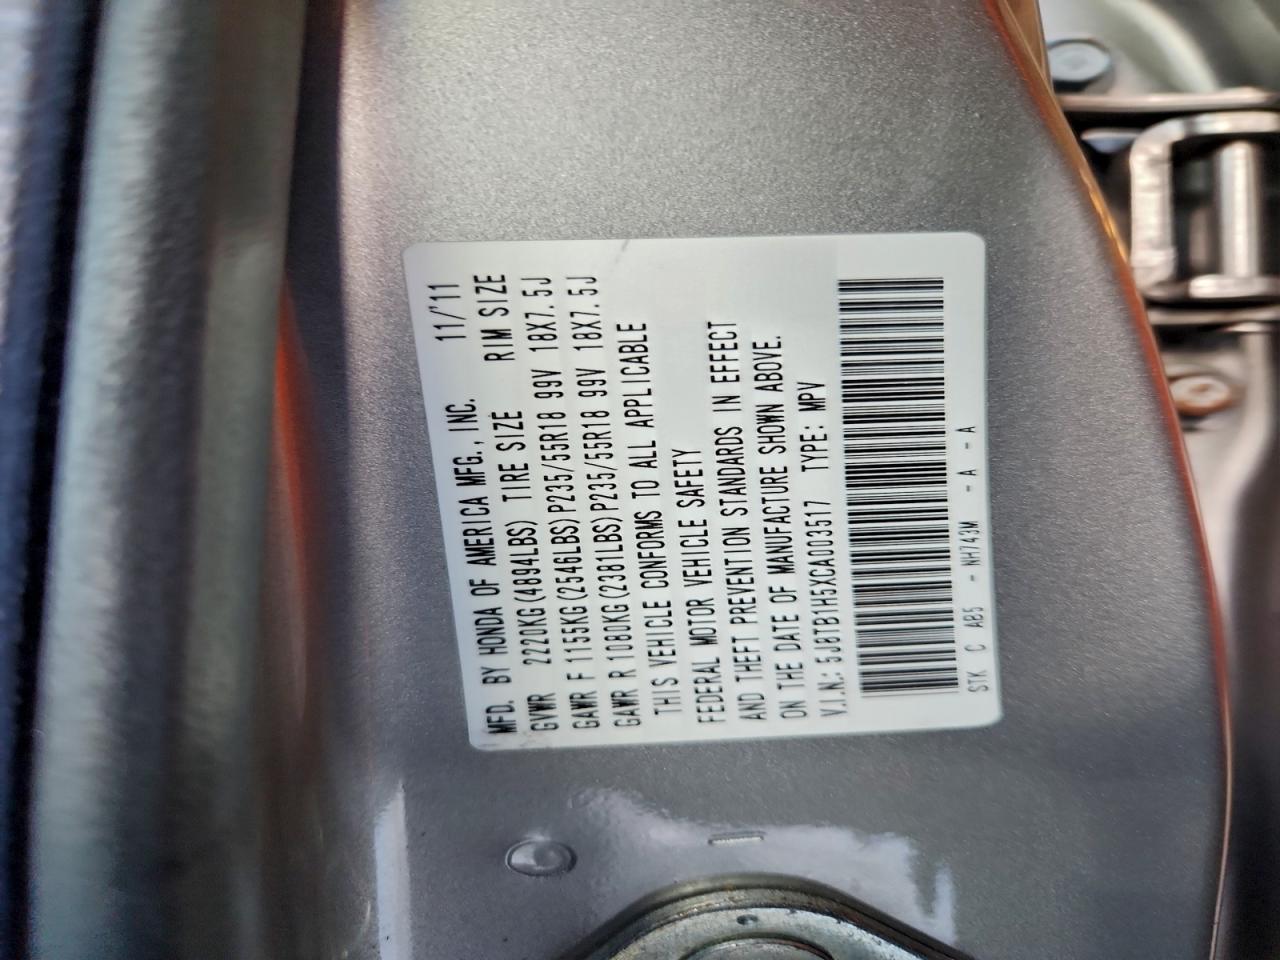 MFD. BY HONDA OF AMERICA MFG., INC. 11/'11
GVWR 2220KG(4894LBS) TIRE SIZE RIM SIZE
GAWR F 1155KG(2546LBS)P235/55R18 99V 18X7.5J
GAWR R 1080KG(2381LBS)P235/55R18 99V 18X7.5J
THIS VEHICLE CONFORMS TO ALL APPLICABLE
FEDERAL MOTOR VEHICLE SAFETY
AND THEFT PREVENTION STANDARDS IN EFFECT
ON THE DATE OF MANUFACTURE SHOWN ABOVE.
V.I.N.: 5J8TB1H5XCA003517 TYPE: MPV
STK C AB5 - NH743M - A - A